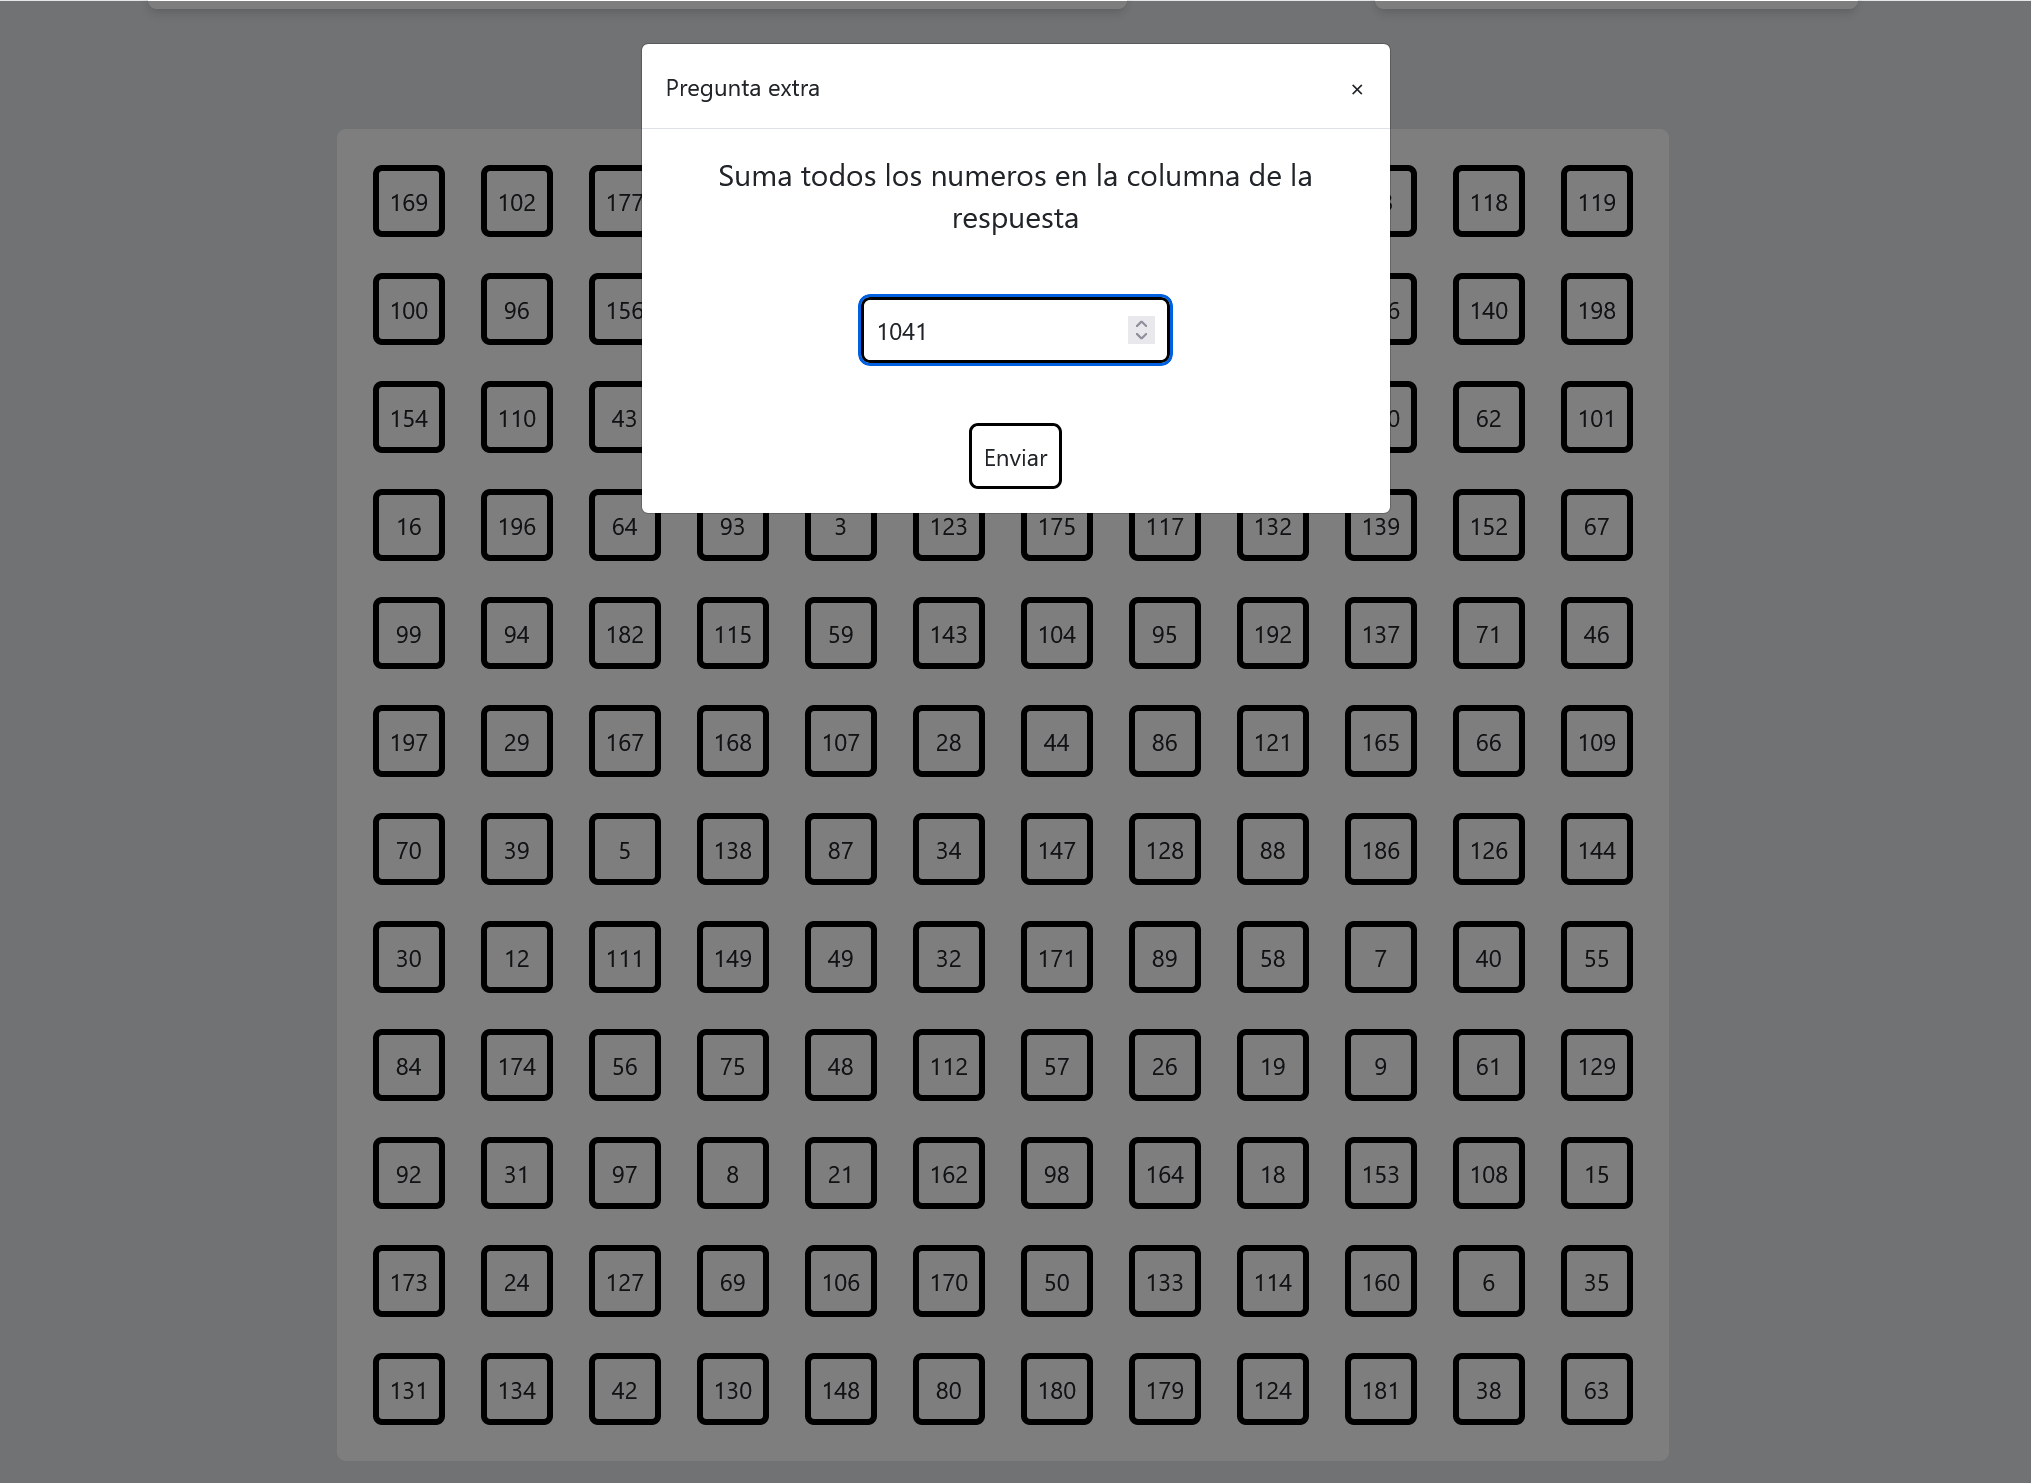 Pregunta extra ×
Suma todos los numeros en la columna de la
respuesta
1041
Enviar
169 102 177 118 119
100 96 156 140 198
154 110 43 62 101
16 196 64 93 3 123 175 117 132 139 152 67
99 94 182 115 59 143 104 95 192 137 71 46
197 29 167 168 107 28 44 86 121 165 66 109
70 39 5 138 87 34 147 128 88 186 126 144
30 12 111 149 49 32 171 89 58 7 40 55
84 174 56 75 48 112 57 26 19 9 61 129
92 31 97 8 21 162 98 164 18 153 108 15
173 24 127 69 106 170 50 133 114 160 6 35
131 134 42 130 148 80 180 179 124 181 38 63